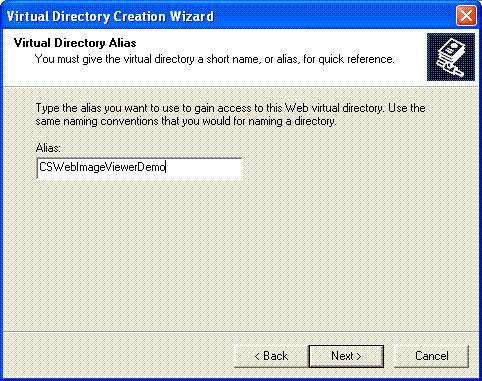 Virtual Directory Creation Wizard
Virtual Directory Alias
You must give the virtual directory a short name, or alias, for quick reference.
Type the alias you want to use to gain access to this Web virtual directory. Use the
same naming conventions that you would for naming a directory.
Alias:
CSWebImageViewerDemo
< Back
Next >
Cancel